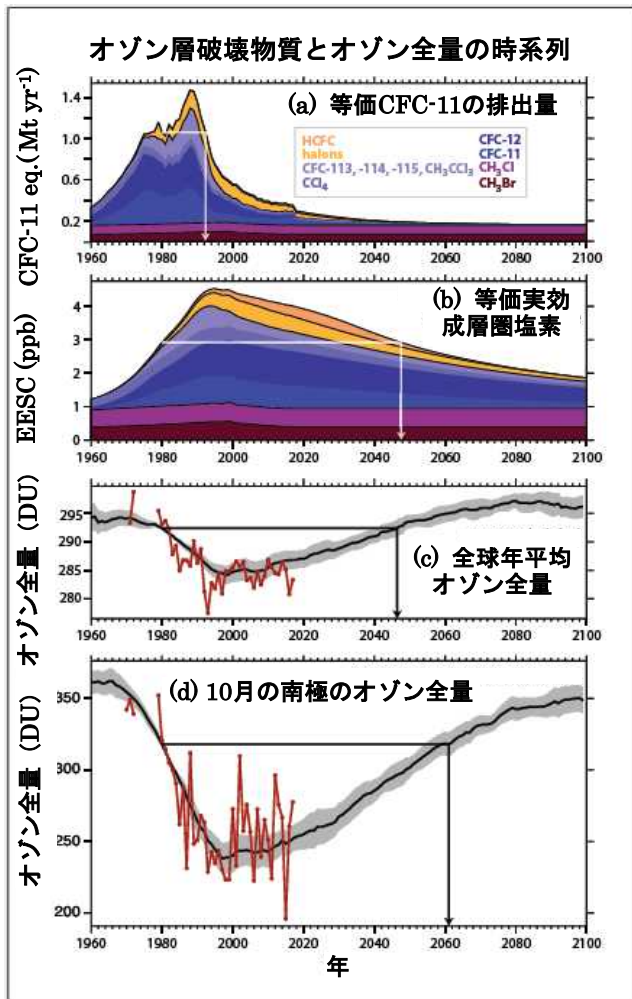 オゾン層破壊物質とオゾン全量の時系列
CFC-11 eq.(Mt yr-1)
1.4
1.0
0.6
0.2
(a) 等価CFC-11の排出量
HCFC
halons
CFC-113, -114, -115, CH3CCl3
CCl4
CFC-12
CFC-11
CH3Cl
CH3Br
1960 1980 2000 2020 2040 2060 2080 2100
EESC (ppb)
4
3
2
1
0
(b) 等価実効
成層圏塩素
1960 1980 2000 2020 2040 2060 2080 2100
オゾン全量 (DU)
295
290
285
280
(c) 全球年平均
オゾン全量
1960 1980 2000 2020 2040 2060 2080 2100
オゾン全量 (DU)
350
300
250
200
(d) 10月の南極のオゾン全量
1960 1980 2000 2020 2040 2060 2080 2100
年